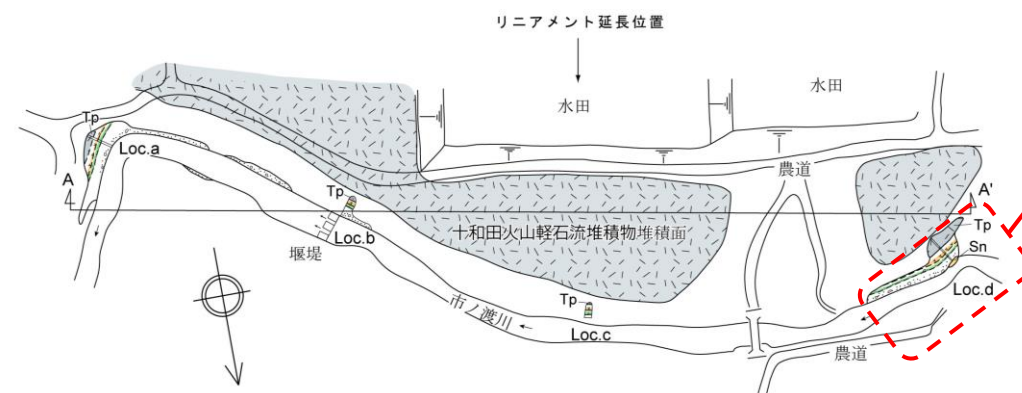 リニアメント延長位置
水田
水田
Tp
Loc.a
農道
A
A'
Tp
Tp
十和田火山軽石流堆積物堆積面
Sn
Loc.b
堰堤
Loc.d
Tp
市ノ渡川
Loc.c
農道